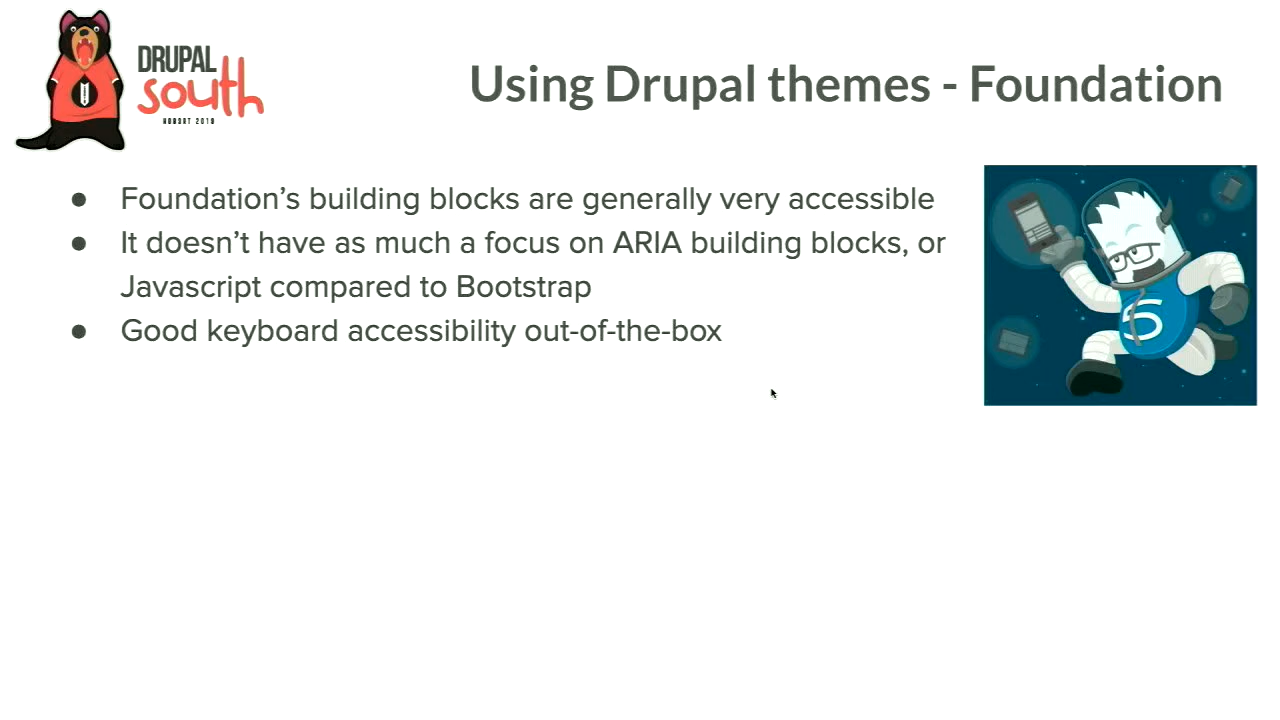 DRUPAL
south
HOBART 2019
Using Drupal themes - Foundation
● Foundation’s building blocks are generally very accessible
● It doesn’t have as much a focus on ARIA building blocks, or
Javascript compared to Bootstrap
● Good keyboard accessibility out-of-the-box
5